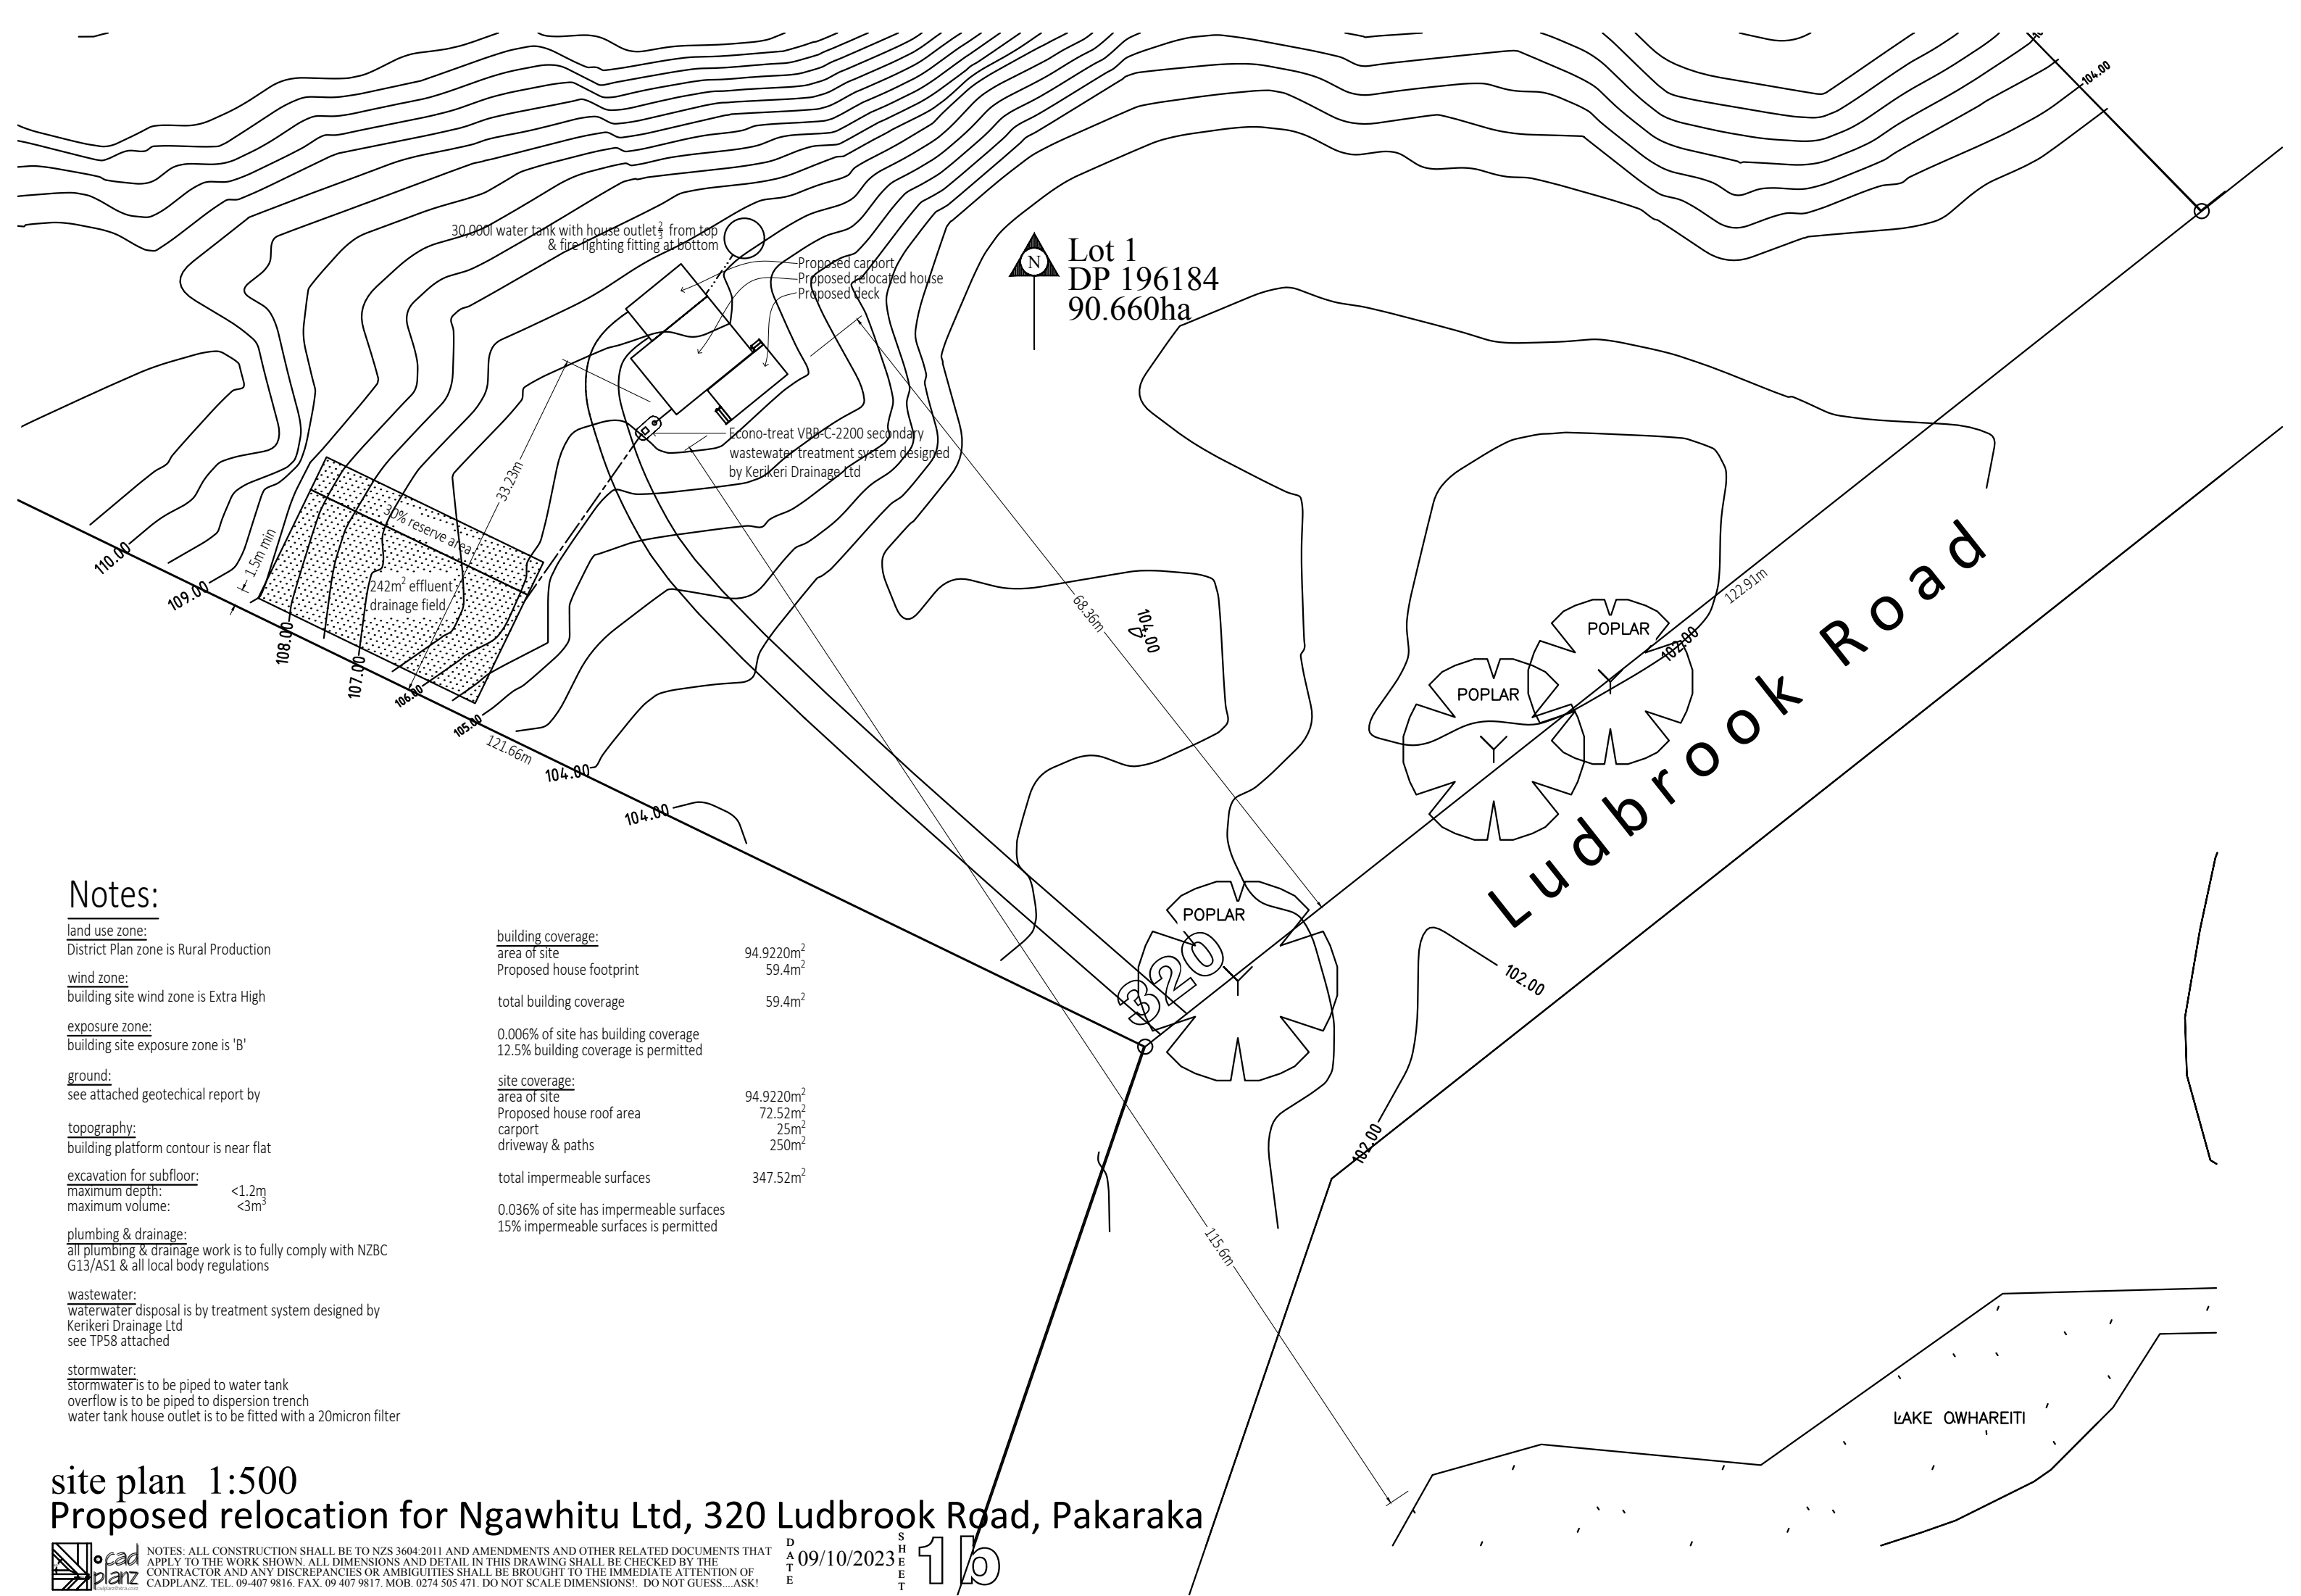 104.00
30,000l water tank with house outlet 2/3 from top
& fire fighting fitting at bottom
Proposed carport
Proposed relocated house
Proposed deck
N
Lot 1
DP 196184
90.660ha
Econo-treat VBB-C-2200 secondary
wastewater treatment system designed
by Kerikeri Drainage Ltd
33.23m
30% reserve area
1.5m min
242m² effluent
drainage field
110.00
109.00
108.00
107.00
106.00
105.00
121.66m
104.00
104.00
68.36m
104.00
122.91m
POPLAR
102.00
POPLAR
Ludbrook Road
POPLAR
320
102.00
102.00
115.6m
LAKE OWHAREITI
Notes:
land use zone:
District Plan zone is Rural Production
wind zone:
building site wind zone is Extra High
exposure zone:
building site exposure zone is 'B'
ground:
see attached geotechical report by
topography:
building platform contour is near flat
excavation for subfloor:
maximum depth: <1.2m
maximum volume: <3m³
plumbing & drainage:
all plumbing & drainage work is to fully comply with NZBC
G13/AS1 & all local body regulations
wastewater:
waterwater disposal is by treatment system designed by
Kerikeri Drainage Ltd
see TP58 attached
stormwater:
stormwater is to be piped to water tank
overflow is to be piped to dispersion trench
water tank house outlet is to be fitted with a 20micron filter
building coverage:
area of site 94.9220m²
Proposed house footprint 59.4m²
total building coverage 59.4m²
0.006% of site has building coverage
12.5% building coverage is permitted
site coverage:
area of site 94.9220m²
Proposed house roof area 72.52m²
carport 25m²
driveway & paths 250m²
total impermeable surfaces 347.52m²
0.036% of site has impermeable surfaces
15% impermeable surfaces is permitted
site plan 1:500
Proposed relocation for Ngawhitu Ltd, 320 Ludbrook Road, Pakaraka
cad
planz
NOTES: ALL CONSTRUCTION SHALL BE TO NZS 3604:2011 AND AMENDMENTS AND OTHER RELATED DOCUMENTS THAT
APPLY TO THE WORK SHOWN. ALL DIMENSIONS AND DETAIL IN THIS DRAWING SHALL BE CHECKED BY THE
CONTRACTOR AND ANY DISCREPANCIES OR AMBIGUITIES SHALL BE BROUGHT TO THE IMMEDIATE ATTENTION OF
CADPLANZ. TEL. 09-407 9816. FAX. 09 407 9817. MOB. 0274 505 471. DO NOT SCALE DIMENSIONS!. DO NOT GUESS....ASK!
DATE
09/10/2023
SHEET
1b